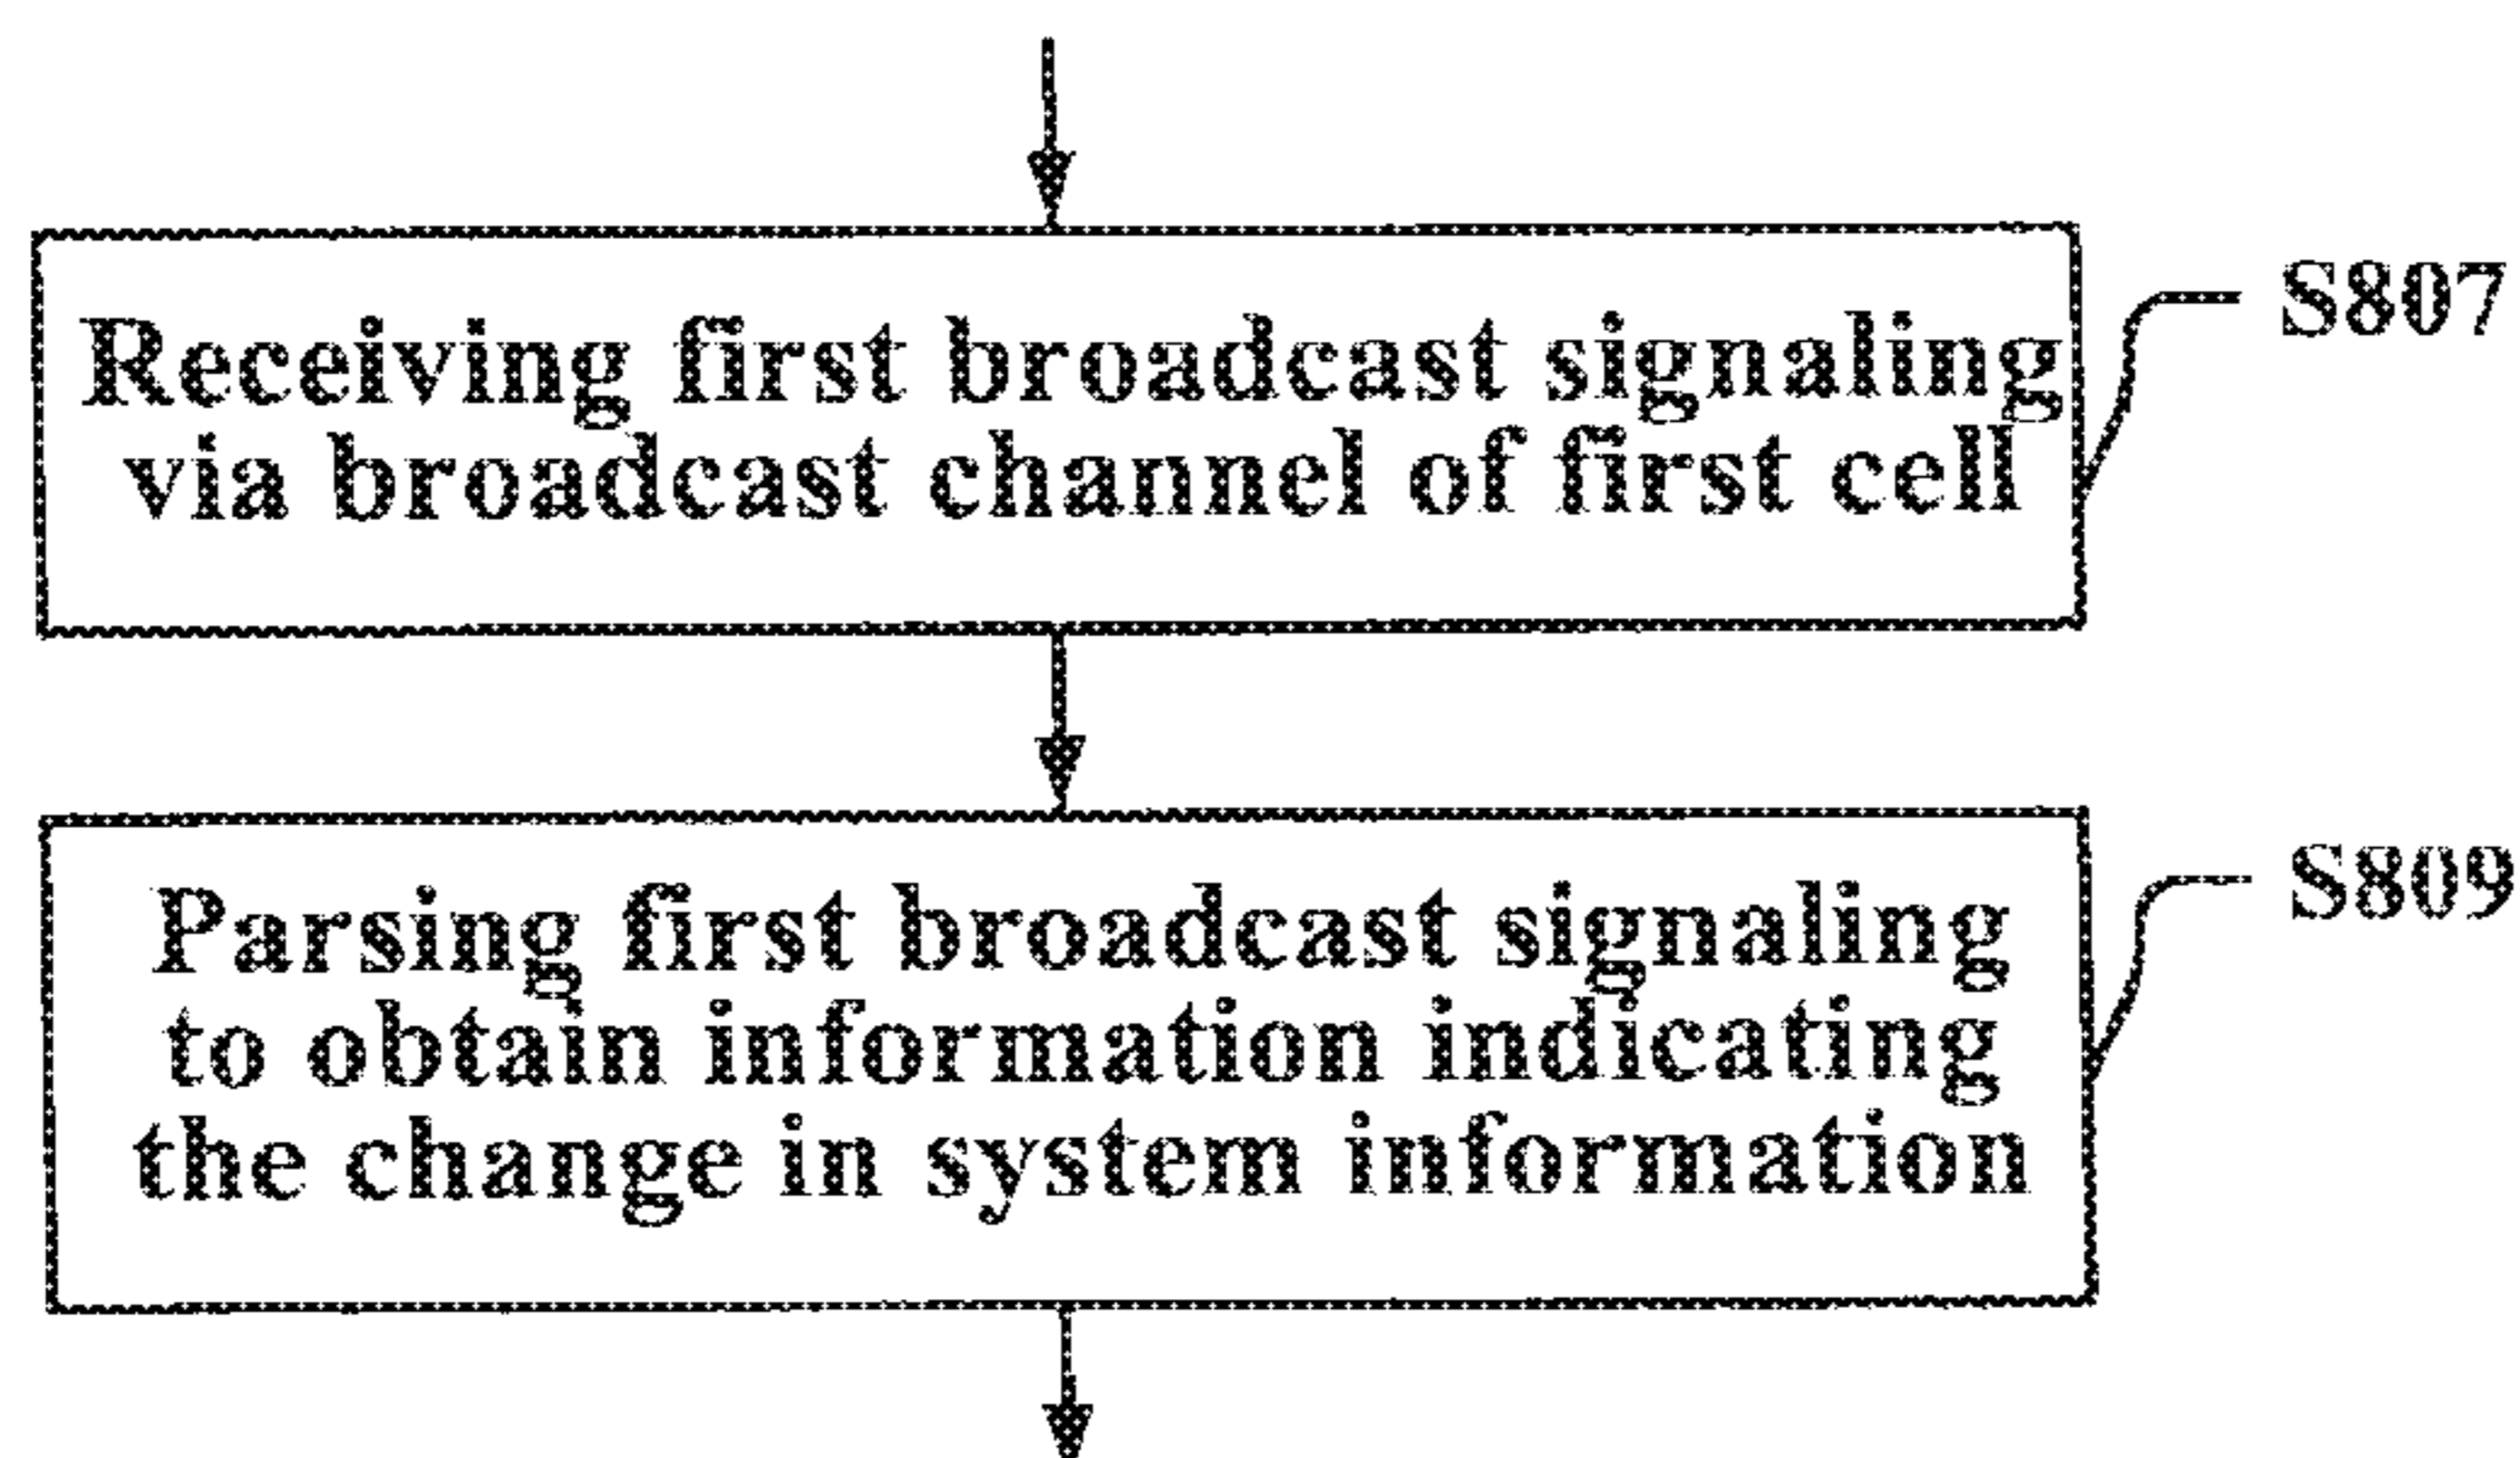 Receiving first broadcast signaling
via broadcast channel of first cell
S807
Parsing first broadcast signaling
to obtain information indicating
the change in system information
S809